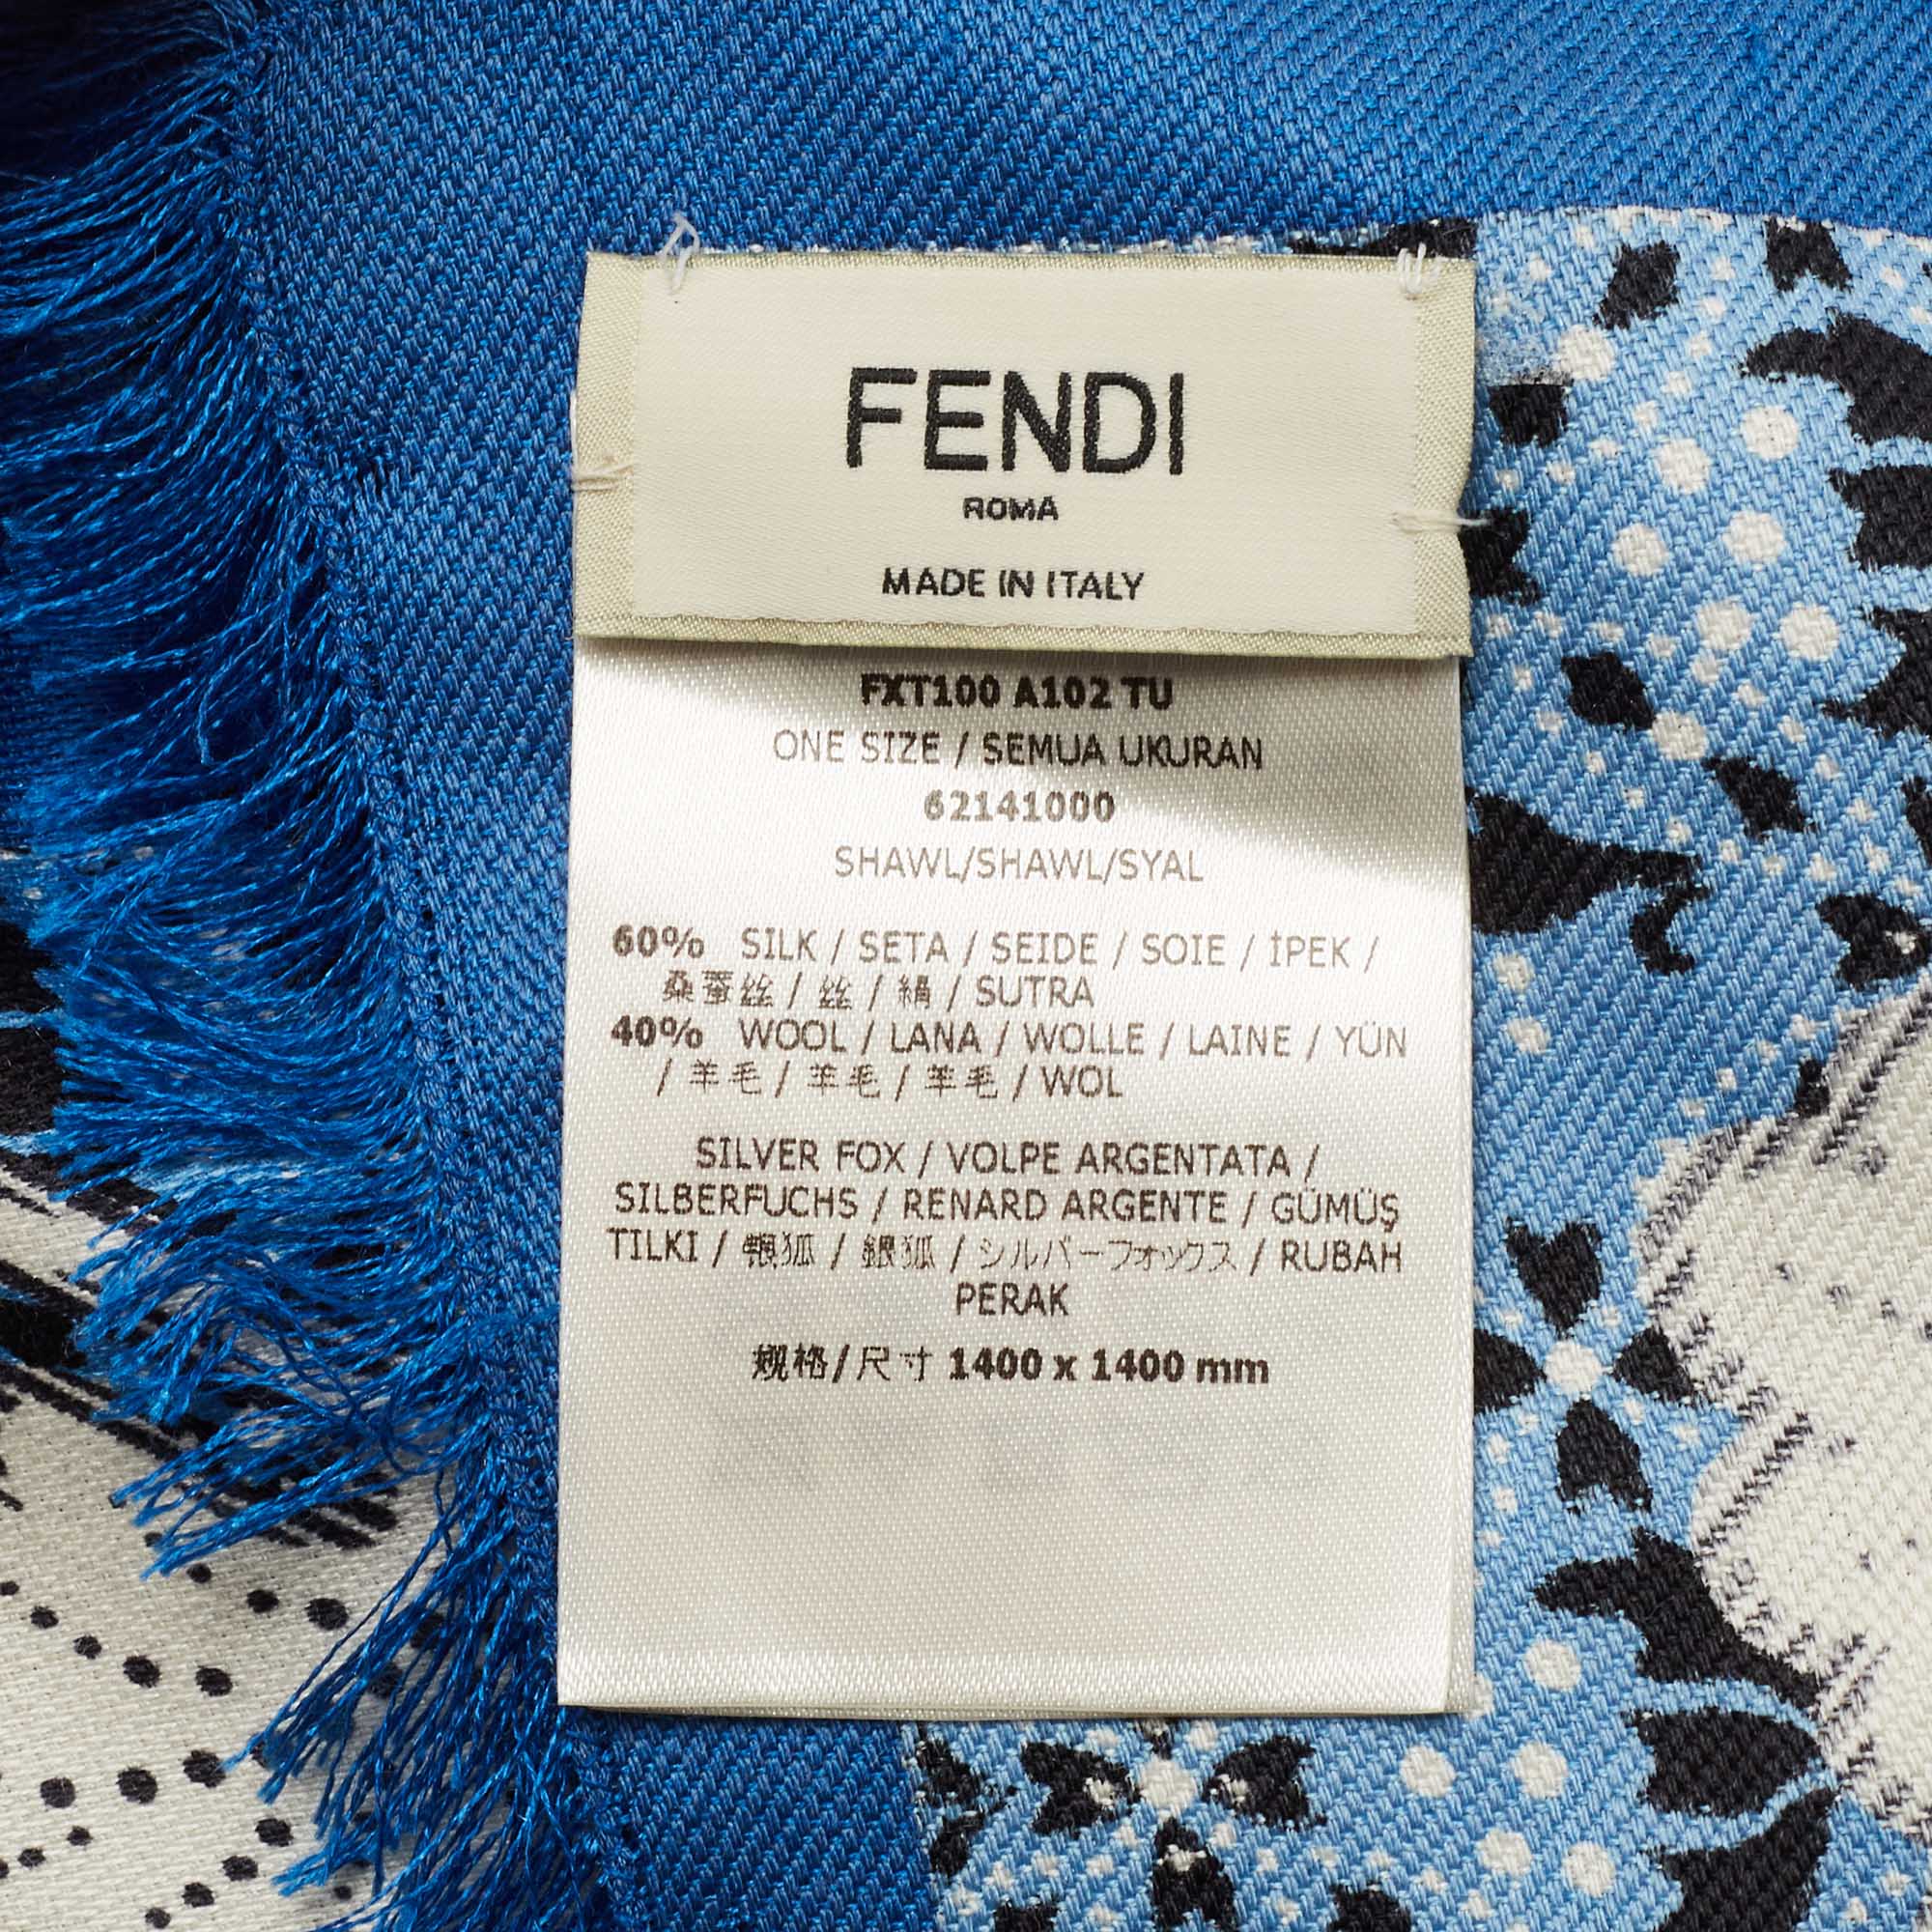 FENDI
ROMA
MADE IN ITALY
FXT100 A102 TU
ONE SIZE / SEMUA UKURAN
62141000
SHAWL/SHAWL/SYAL
60% SILK / SETA / SEIDE / SOIE / İPEK /
桑蚕丝 / 丝 / 絹 / SUTRA
40% WOOL / LANA / WOLLE / LAINE / YÜN
/ 羊毛 / 羊毛 / 羊毛 / WOL
SILVER FOX / VOLPE ARGENTATA /
SILBERFUCHS / RENARD ARGENTE / GÜMÜŞ
TILKI / 银狐 / 銀狐 / シルバーフォックス / RUBAH
PERAK
规格/尺寸 1400 x 1400 mm